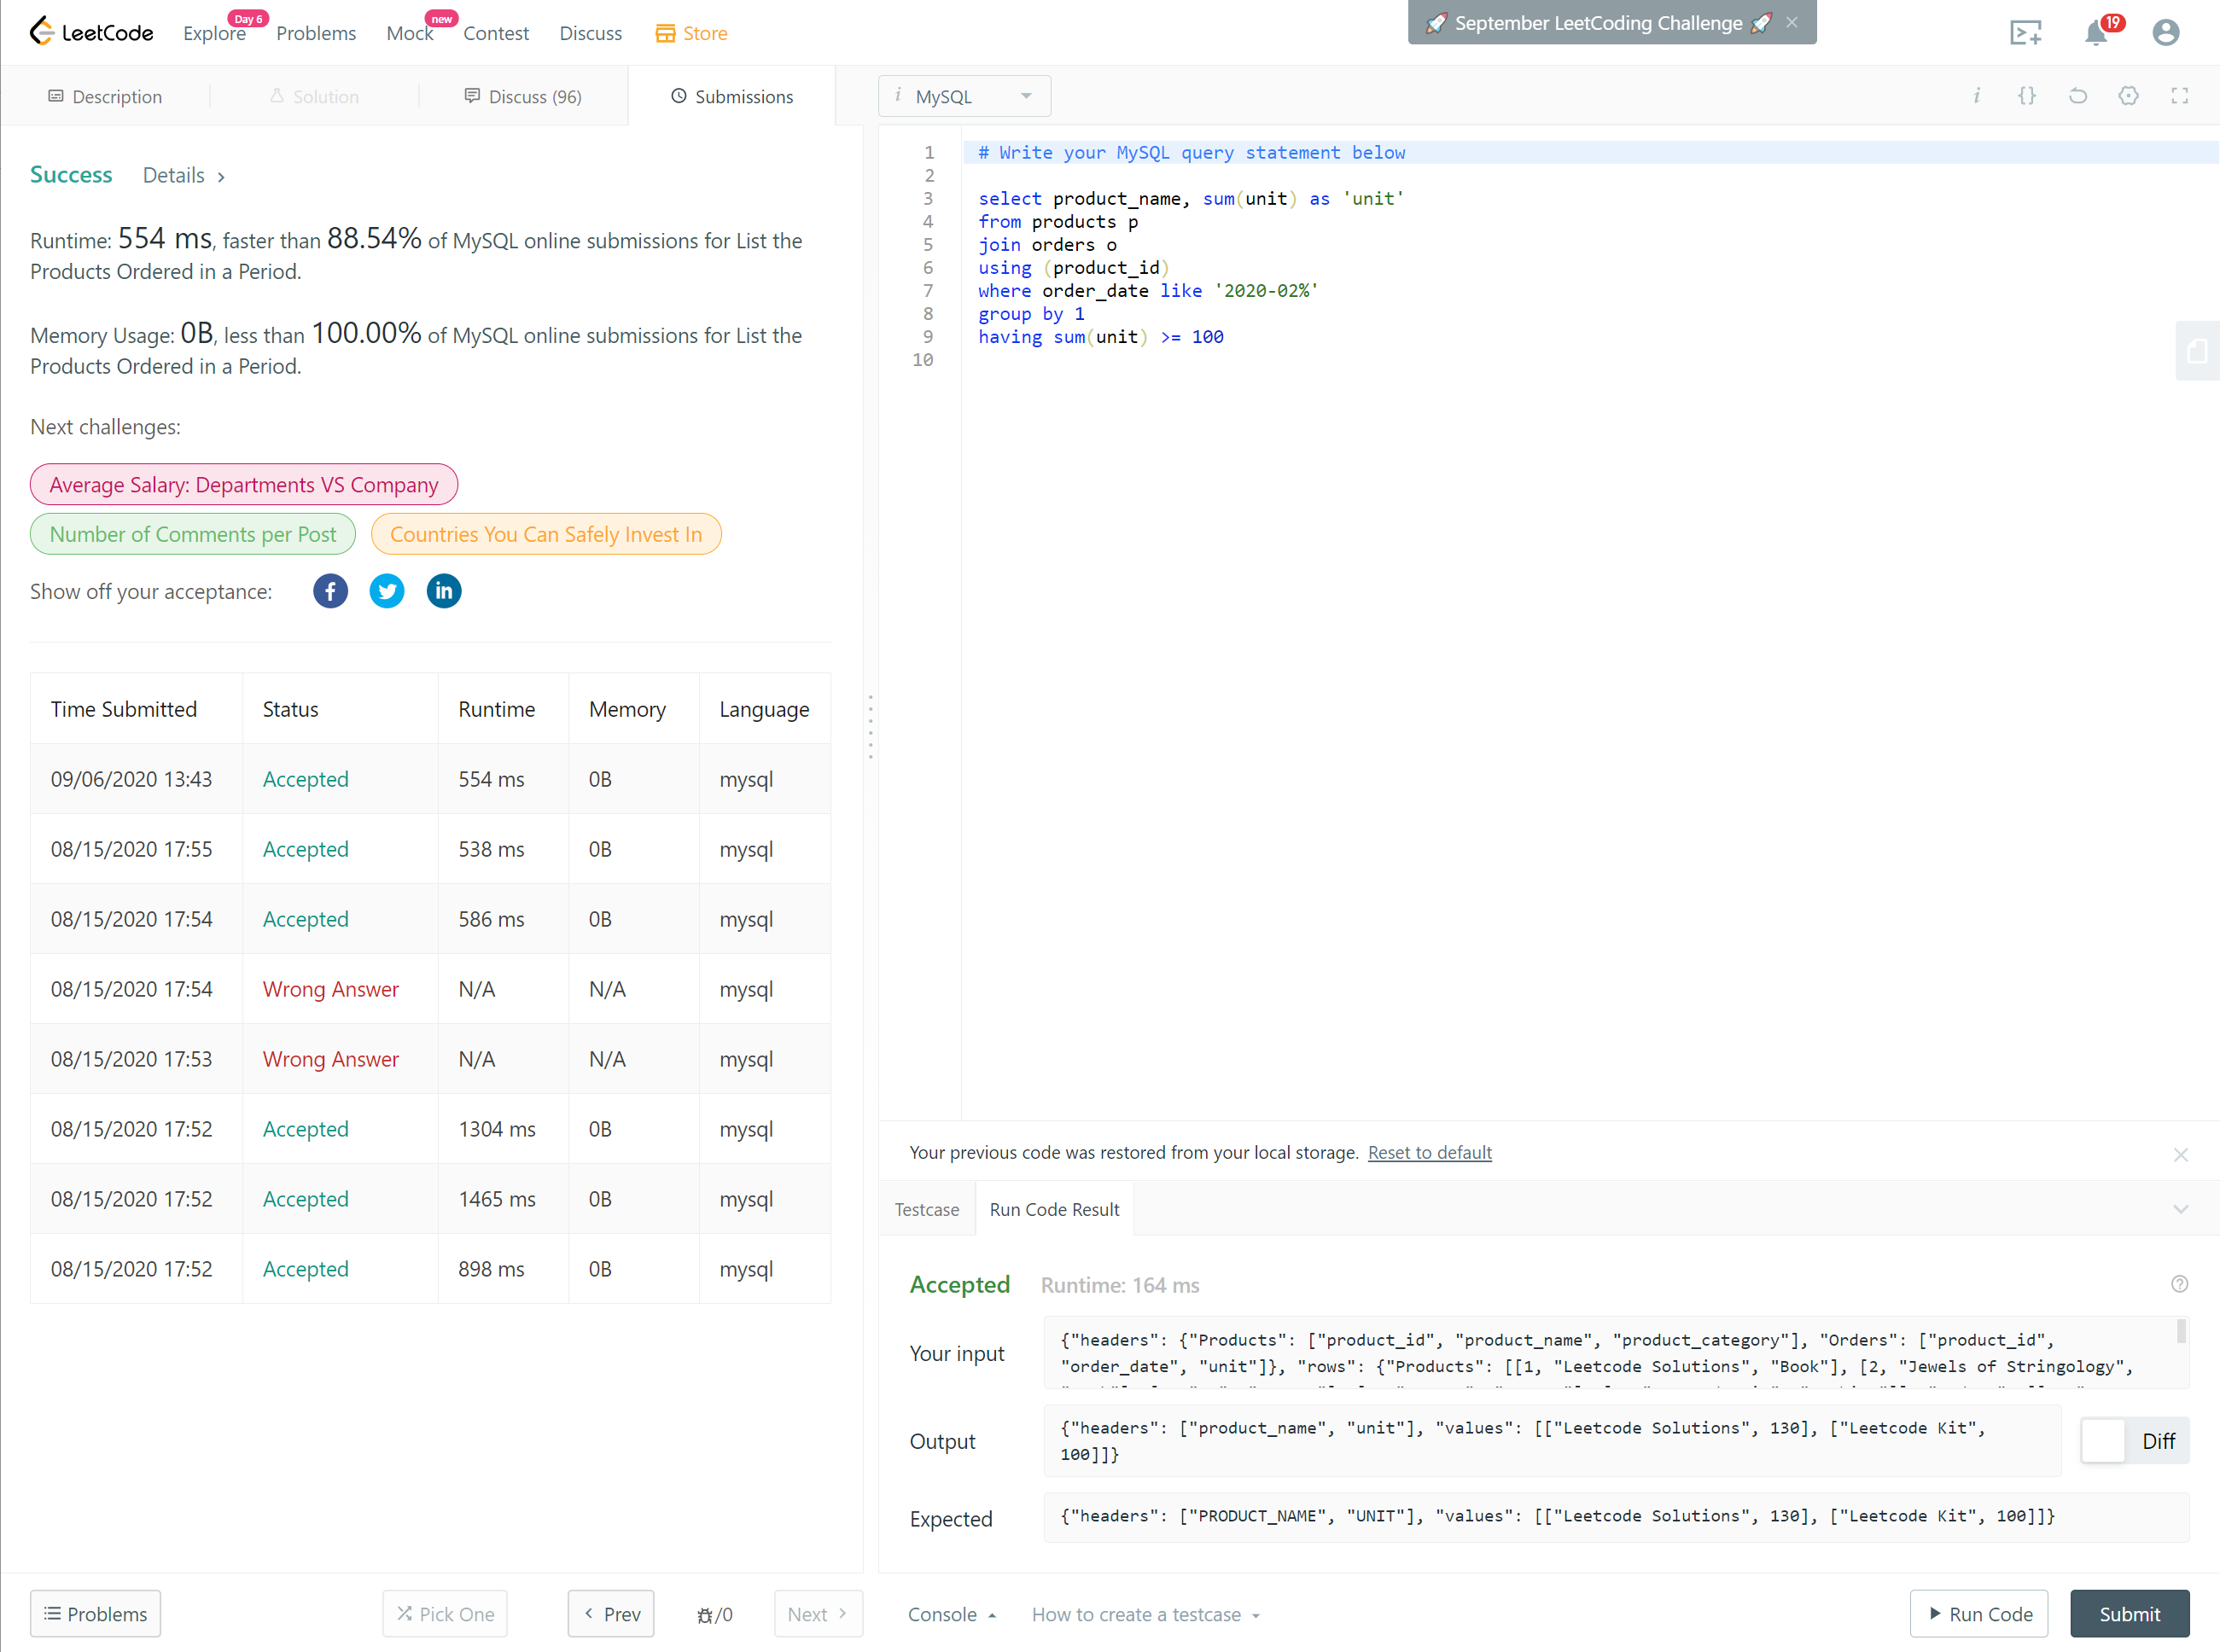 LeetCode Explore Day 6 Problems Mock new Contest Discuss Store
🚀 September LeetCoding Challenge 🚀 ×
19
Description Solution Discuss (96) Submissions
i MySQL
i {}
Success Details >
Runtime: 554 ms, faster than 88.54% of MySQL online submissions for List the
Products Ordered in a Period.
Memory Usage: 0B, less than 100.00% of MySQL online submissions for List the
Products Ordered in a Period.
Next challenges:
Average Salary: Departments VS Company
Number of Comments per Post Countries You Can Safely Invest In
Show off your acceptance: f in
Time Submitted Status Runtime Memory Language
09/06/2020 13:43 Accepted 554 ms 0B mysql
08/15/2020 17:55 Accepted 538 ms 0B mysql
08/15/2020 17:54 Accepted 586 ms 0B mysql
08/15/2020 17:54 Wrong Answer N/A N/A mysql
08/15/2020 17:53 Wrong Answer N/A N/A mysql
08/15/2020 17:52 Accepted 1304 ms 0B mysql
08/15/2020 17:52 Accepted 1465 ms 0B mysql
08/15/2020 17:52 Accepted 898 ms 0B mysql
Problems Pick One < Prev /0 Next >
1 # Write your MySQL query statement below
2
3 select product_name, sum(unit) as 'unit'
4 from products p
5 join orders o
6 using (product_id)
7 where order_date like '2020-02%'
8 group by 1
9 having sum(unit) >= 100
10
Your previous code was restored from your local storage. Reset to default
Testcase Run Code Result
Accepted Runtime: 164 ms
Your input
{"headers": {"Products": ["product_id", "product_name", "product_category"], "Orders": ["product_id",
"order_date", "unit"]}, "rows": {"Products": [[1, "Leetcode Solutions", "Book"], [2, "Jewels of Stringology",
Output
{"headers": ["product_name", "unit"], "values": [["Leetcode Solutions", 130], ["Leetcode Kit",
100]]}
Diff
Expected
{"headers": ["PRODUCT_NAME", "UNIT"], "values": [["Leetcode Solutions", 130], ["Leetcode Kit", 100]]}
Console How to create a testcase Run Code Submit